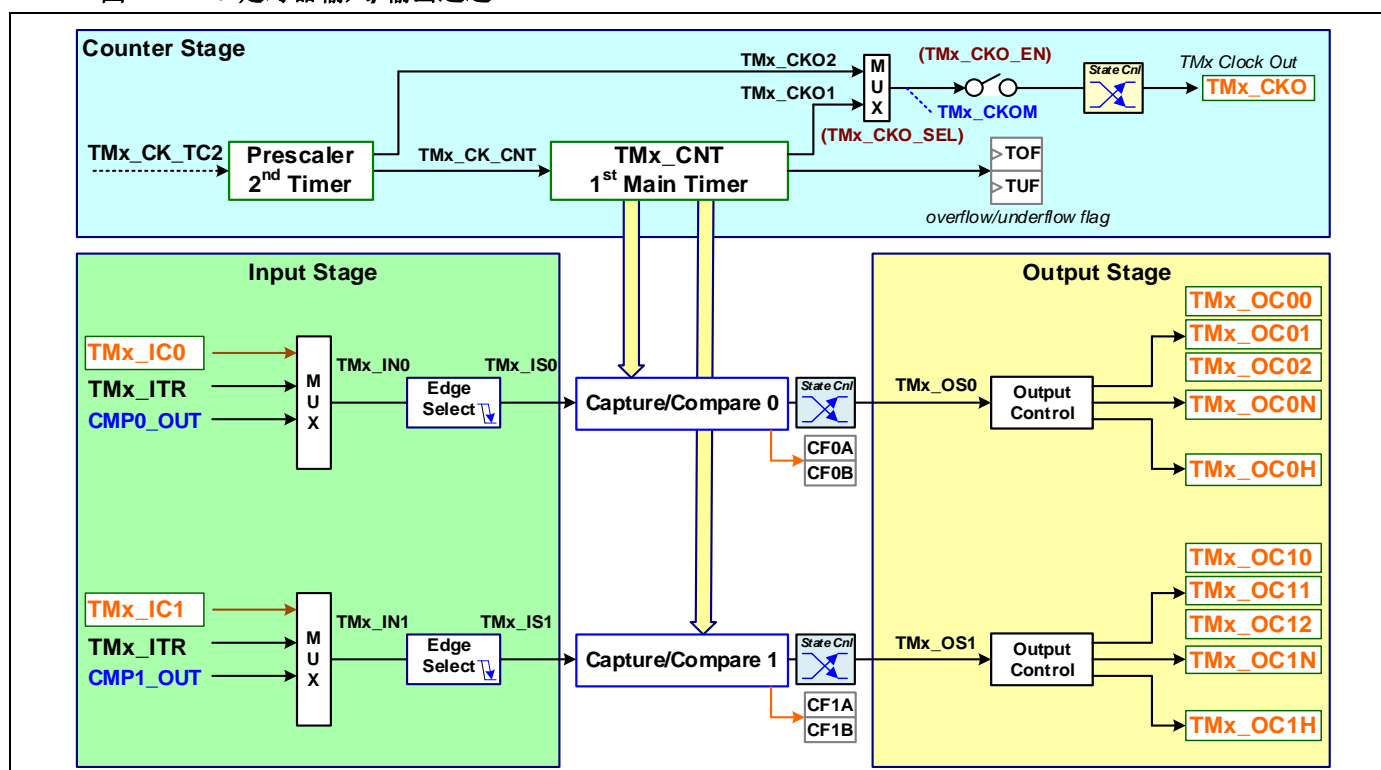 Counter Stage
TMx_CKO2
TMx_CKO1
MUX
(TMx_CKO_EN)
TMx_CKOM
(TMx_CKO_SEL)
State Cnl
TMx Clock Out
TMx_CKO
TMx_CK_TC2
Prescaler
2nd Timer
TMx_CK_CNT
TMx_CNT
1st Main Timer
TOF
TUF
overflow/underflow flag
Input Stage
Output Stage
TMx_IC0
TMx_ITR
CMP0_OUT
MUX
TMx_IN0
Edge
Select
TMx_IS0
Capture/Compare 0
State Cnl
CF0A
CF0B
TMx_OS0
Output
Control
TMx_OC00
TMx_OC01
TMx_OC02
TMx_OC0N
TMx_OC0H
TMx_IC1
TMx_ITR
CMP1_OUT
MUX
TMx_IN1
Edge
Select
TMx_IS1
Capture/Compare 1
State Cnl
CF1A
CF1B
TMx_OS1
Output
Control
TMx_OC10
TMx_OC11
TMx_OC12
TMx_OC1N
TMx_OC1H